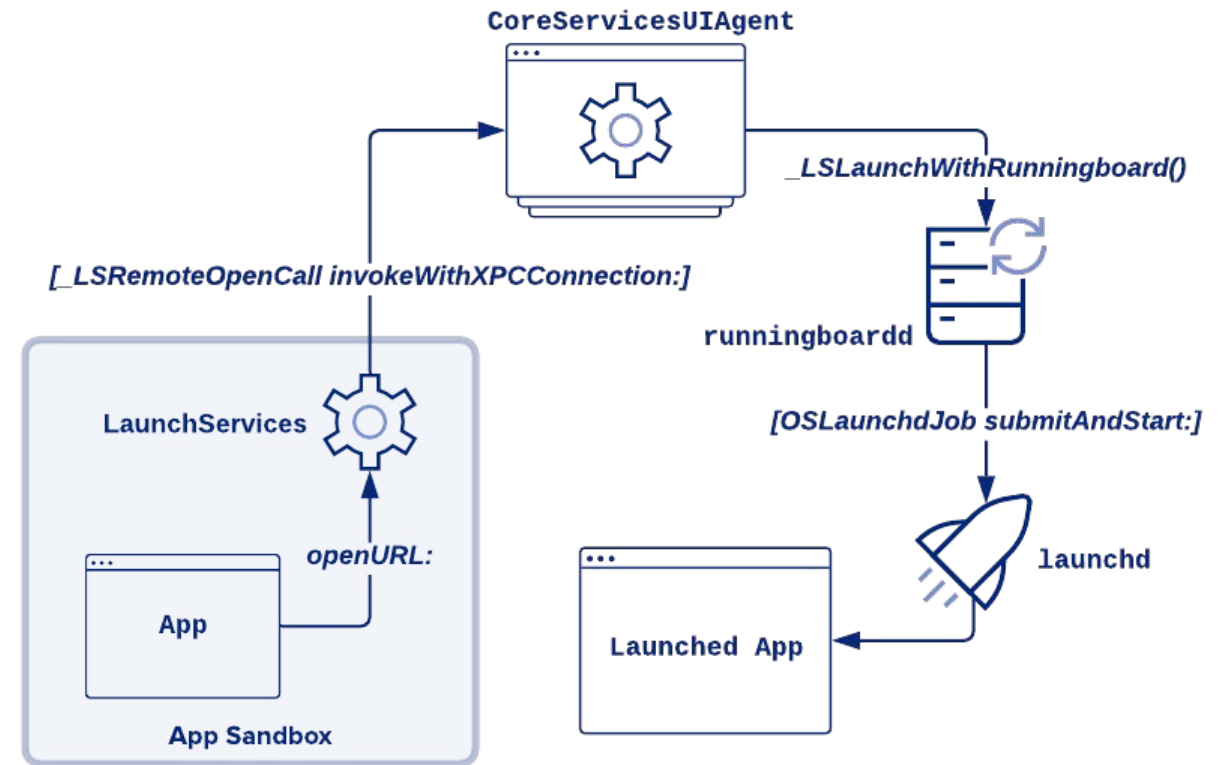 CoreServicesUIAgent
_LSLaunchWithRunningboard()
[_LSRemoteOpenCall invokeWithXPCConnection:]
runningboardd
LaunchServices
[OSLaunchdJob submitAndStart:]
openURL:
launchd
App
Launched App
App Sandbox